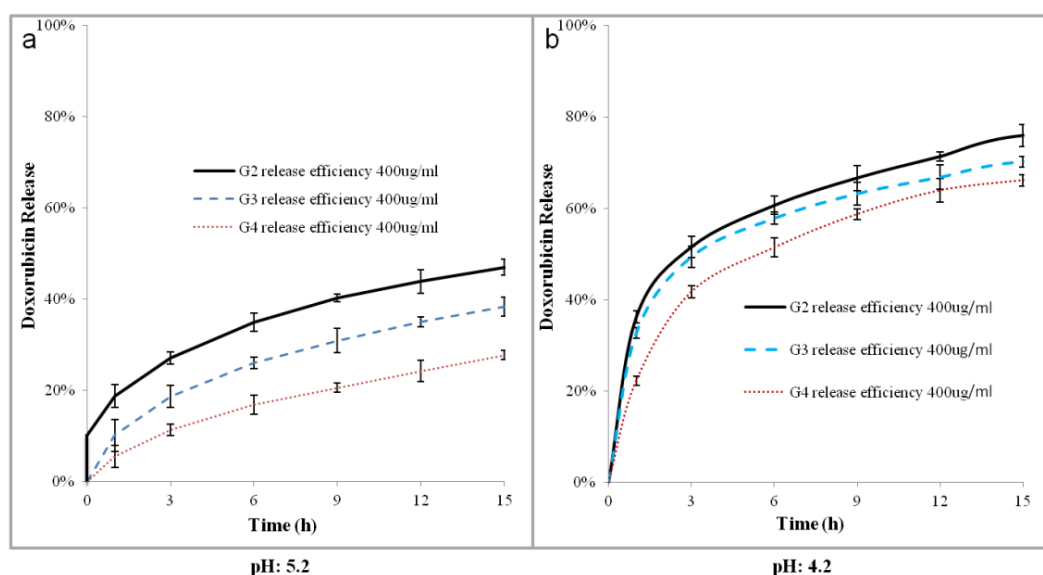 a
100%
80%
60%
40%
20%
0%
Doxorubicin Release
G2 release efficiency 400ug/ml
G3 release efficiency 400ug/ml
G4 release efficiency 400ug/ml
0 3 6 9 12 15
Time (h)
pH: 5.2
b
100%
80%
60%
40%
20%
0%
Doxorubicin Release
G2 release efficiency 400ug/ml
G3 release efficiency 400ug/ml
G4 release efficiency 400ug/ml
0 3 6 9 12 15
Time (h)
pH: 4.2